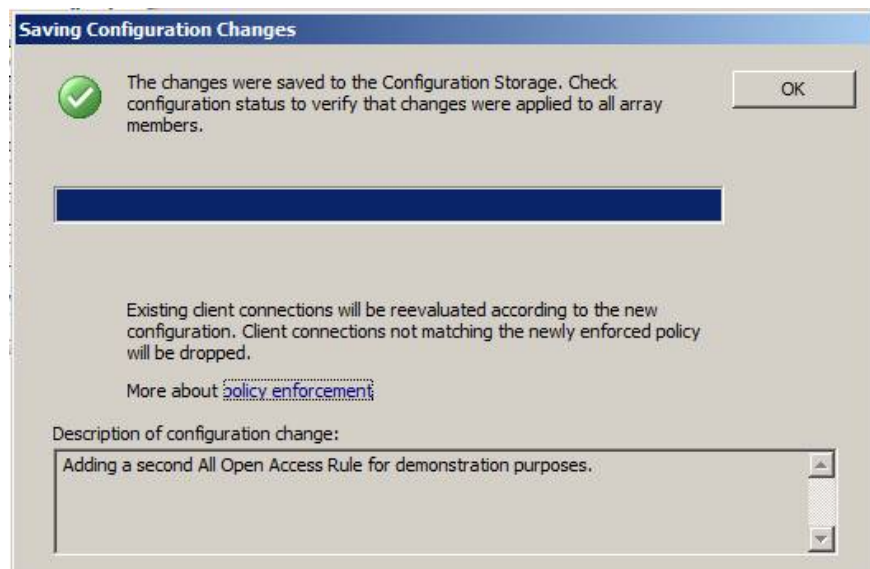 Saving Configuration Changes
The changes were saved to the Configuration Storage. Check
configuration status to verify that changes were applied to all array
members.
OK
Existing client connections will be reevaluated according to the new
configuration. Client connections not matching the newly enforced policy
will be dropped.
More about policy enforcement
Description of configuration change:
Adding a second All Open Access Rule for demonstration purposes.